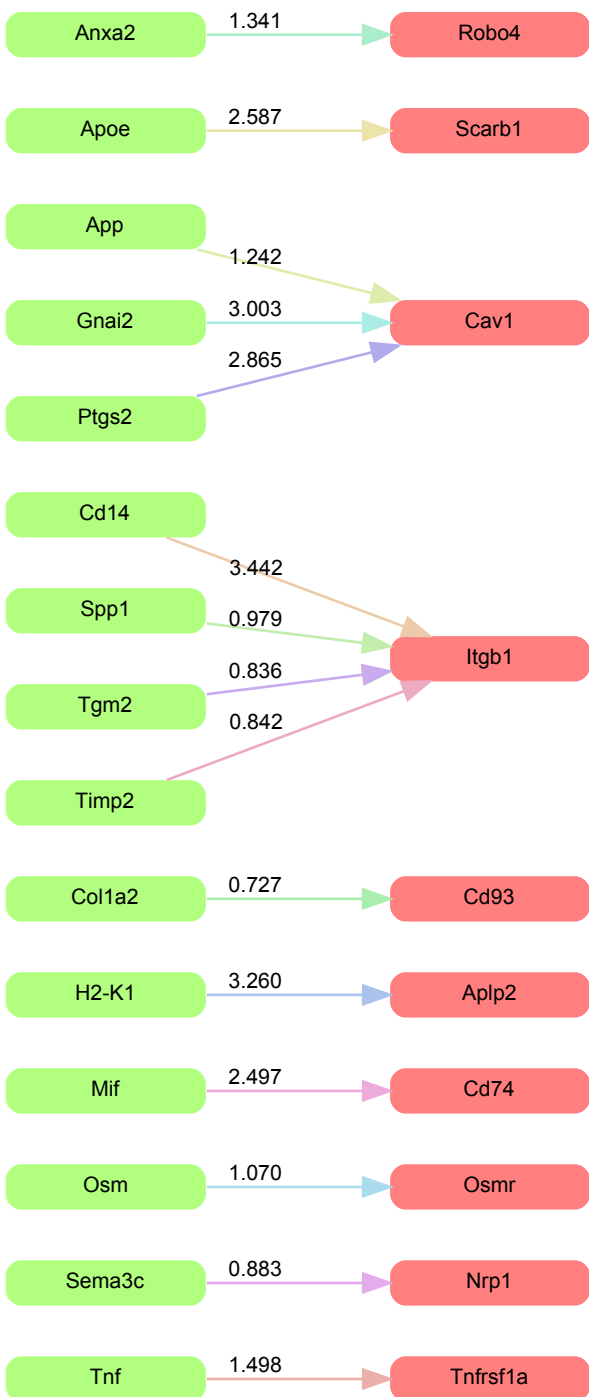 Anxa2 1.341 Robo4
Apoe 2.587 Scarb1
App
1.242
Gnai2 3.003 Cav1
2.865
Ptgs2
Cd14
3.442
Spp1 0.979
Itgb1
Tgm2 0.836
0.842
Timp2
Col1a2 0.727 Cd93
H2-K1 3.260 Aplp2
Mif 2.497 Cd74
Osm 1.070 Osmr
Sema3c 0.883 Nrp1
Tnf 1.498 Tnfrsf1a